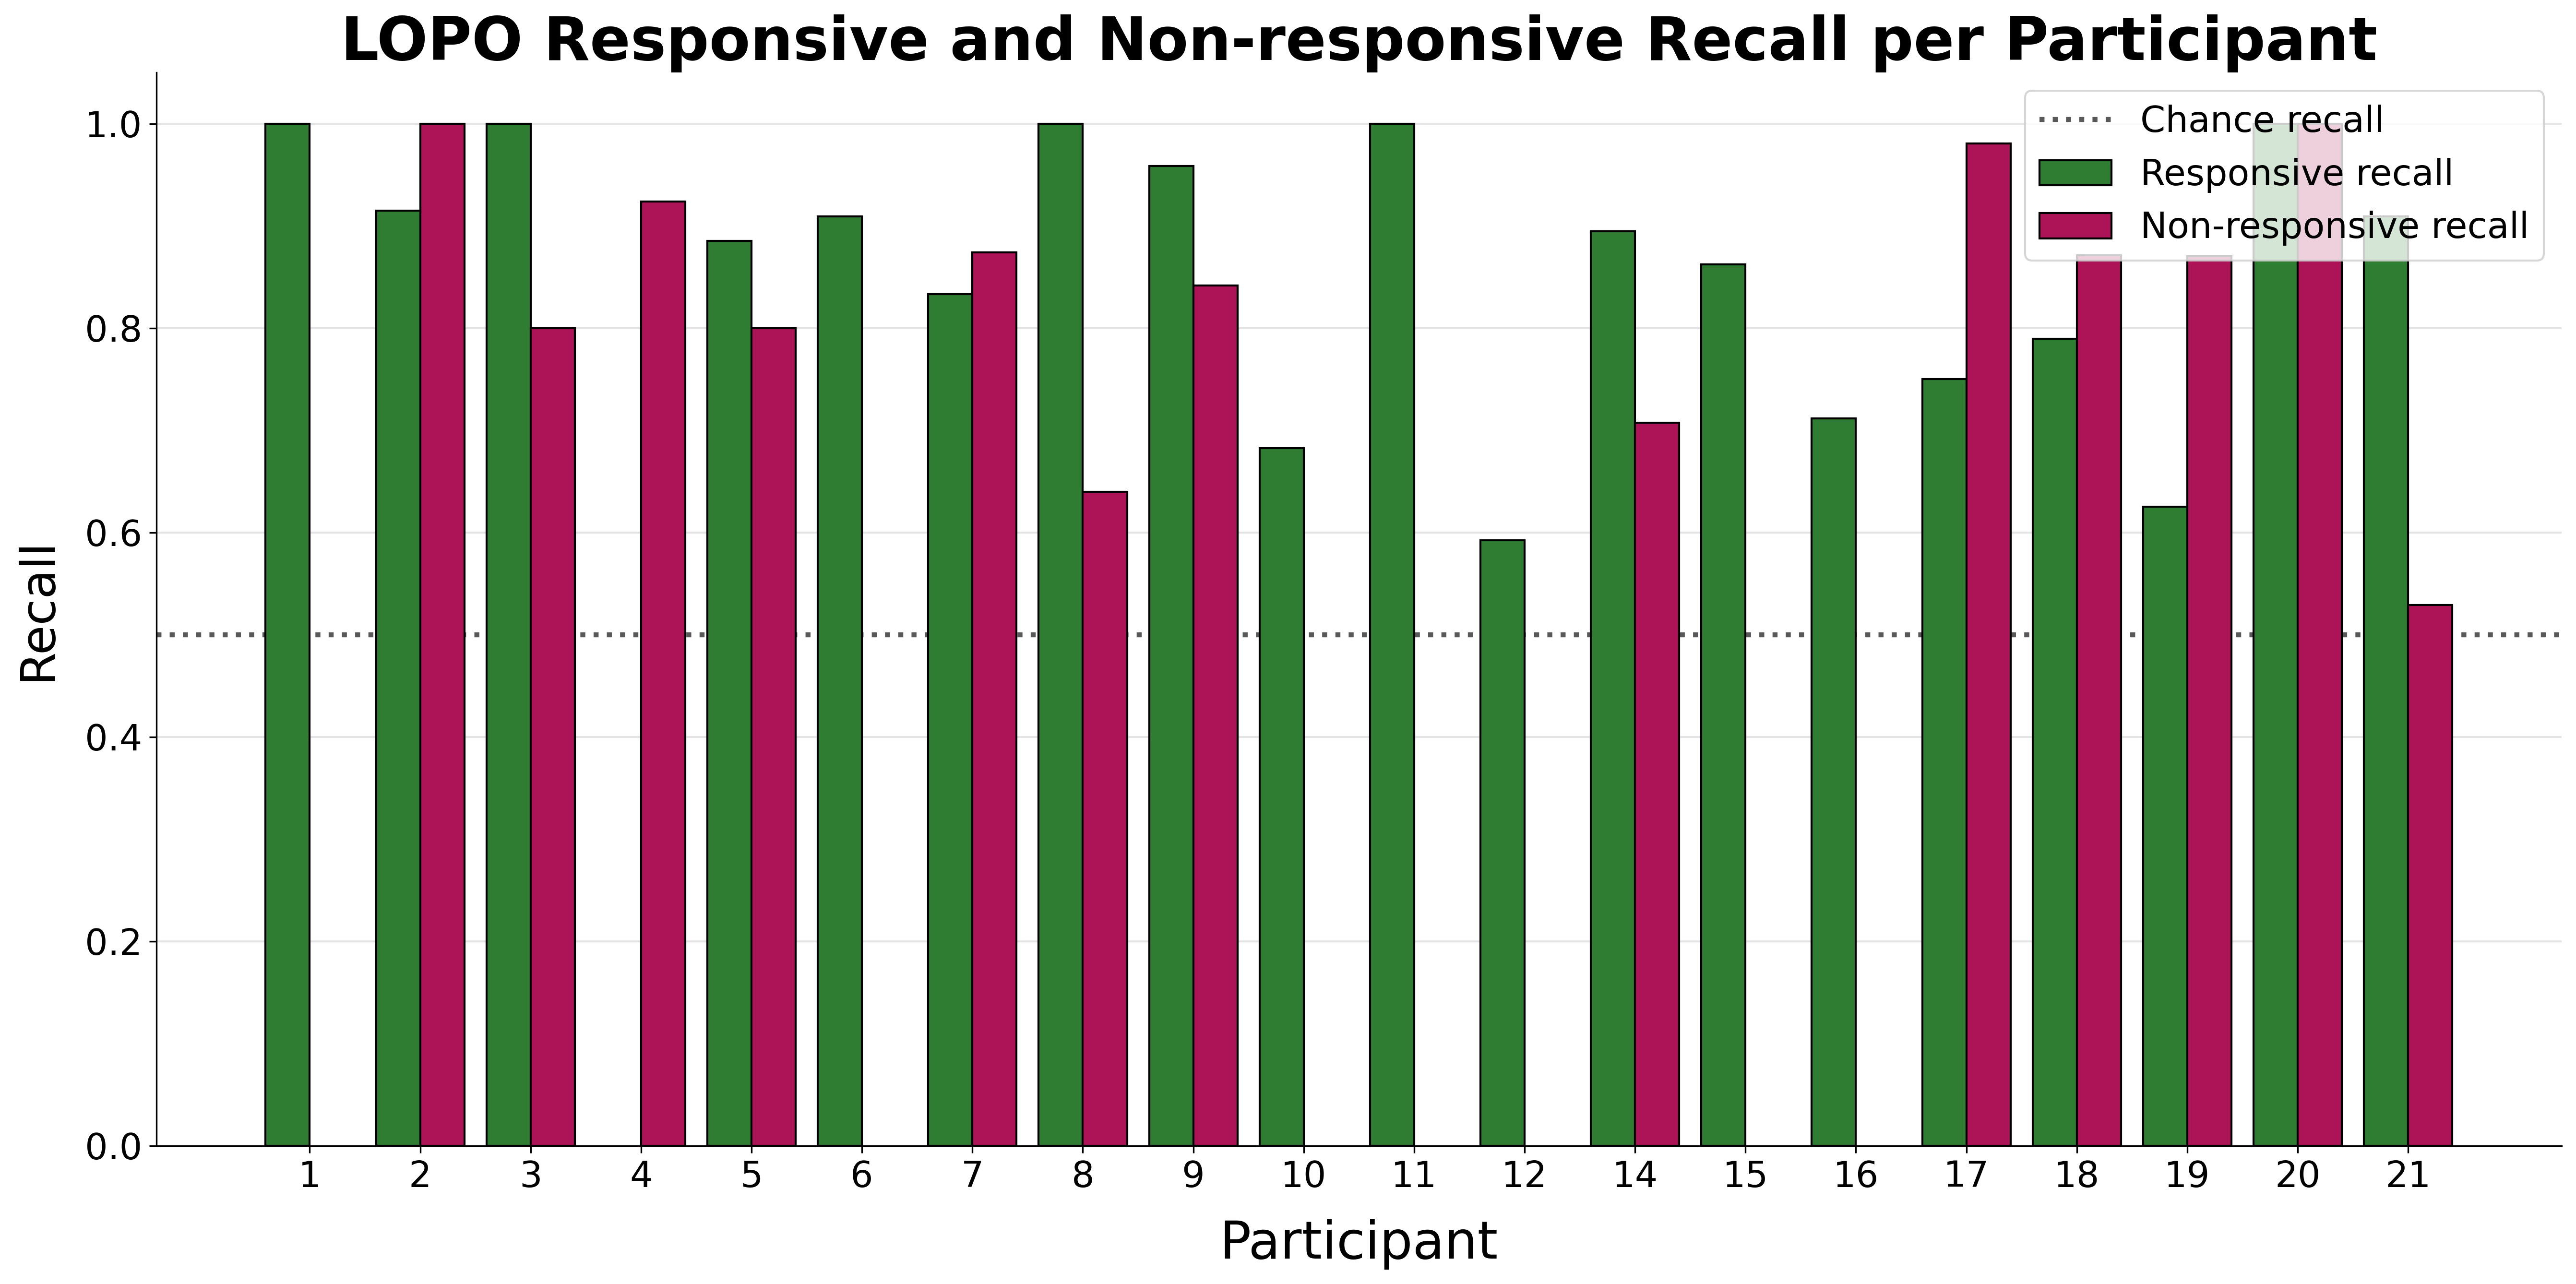 LOPO Responsive and Non-responsive Recall per Participant
Chance recall
Responsive recall
Non-responsive recall
1.0
0.8
0.6
0.4
0.2
0.0
Recall
1 2 3 4 5 6 7 8 9 10 11 12 14 15 16 17 18 19 20 21
Participant